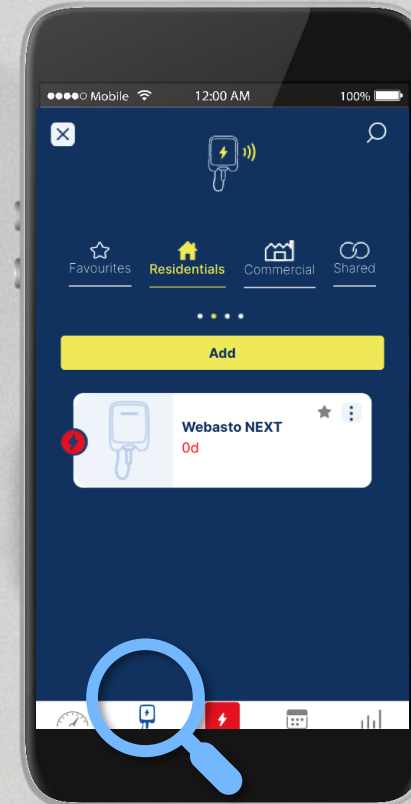 Mobile 12:00 AM 100%
Favourites Residentials Commercial Shared
Add
Webasto NEXT
0d